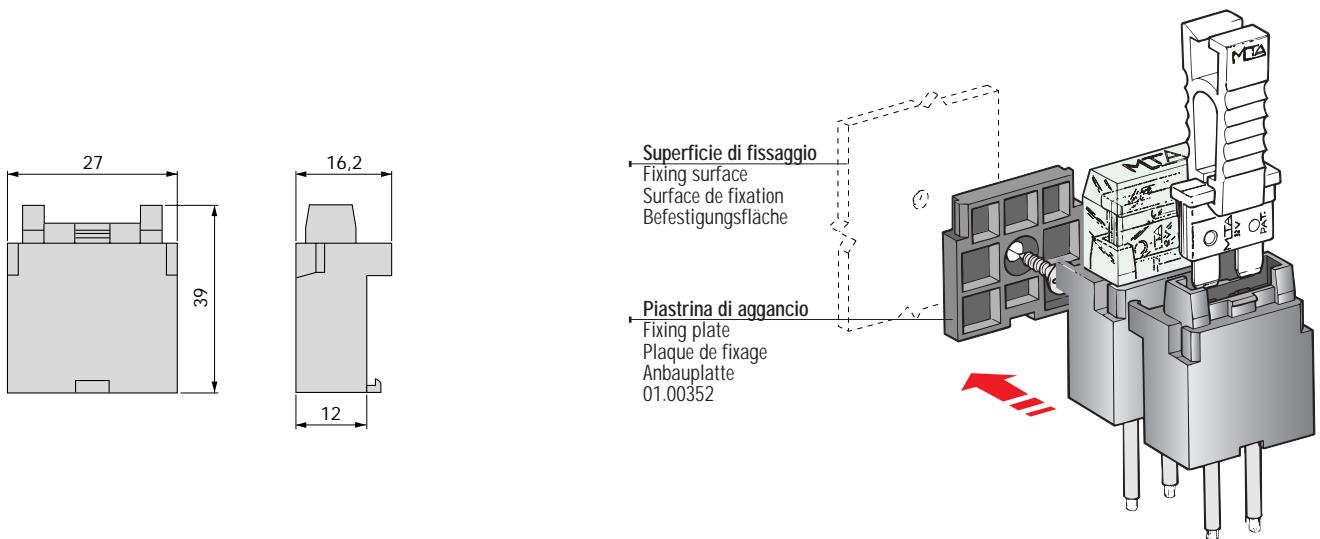 27
16,2
39
12
Superficie di fissaggio
Fixing surface
Surface de fixation
Befestigungsfläche
Piastrina di aggancio
Fixing plate
Plaque de fixage
Anbauplatte
01.00352
MTA
MTA
MTA
PAT.